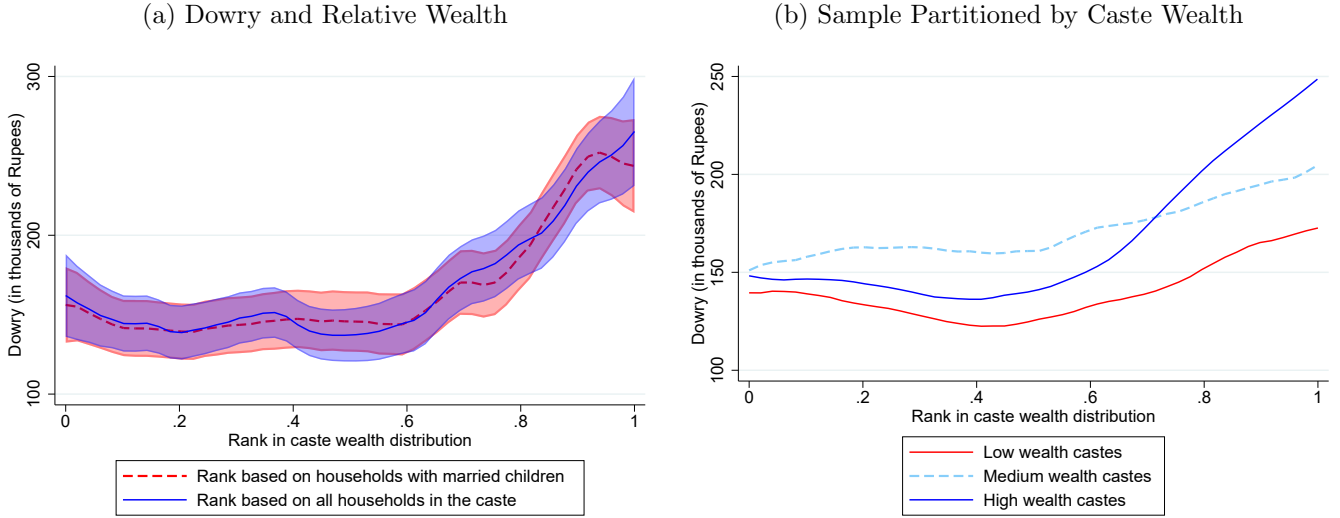 (a) Dowry and Relative Wealth
Dowry (in thousands of Rupees)
300
200
100
0
.2
.4
.6
.8
1
Rank in caste wealth distribution
Rank based on households with married children
Rank based on all households in the caste
(b) Sample Partitioned by Caste Wealth
Dowry (in thousands of Rupees)
250
200
150
100
0
.2
.4
.6
.8
1
Rank in caste wealth distribution
Low wealth castes
Medium wealth castes
High wealth castes